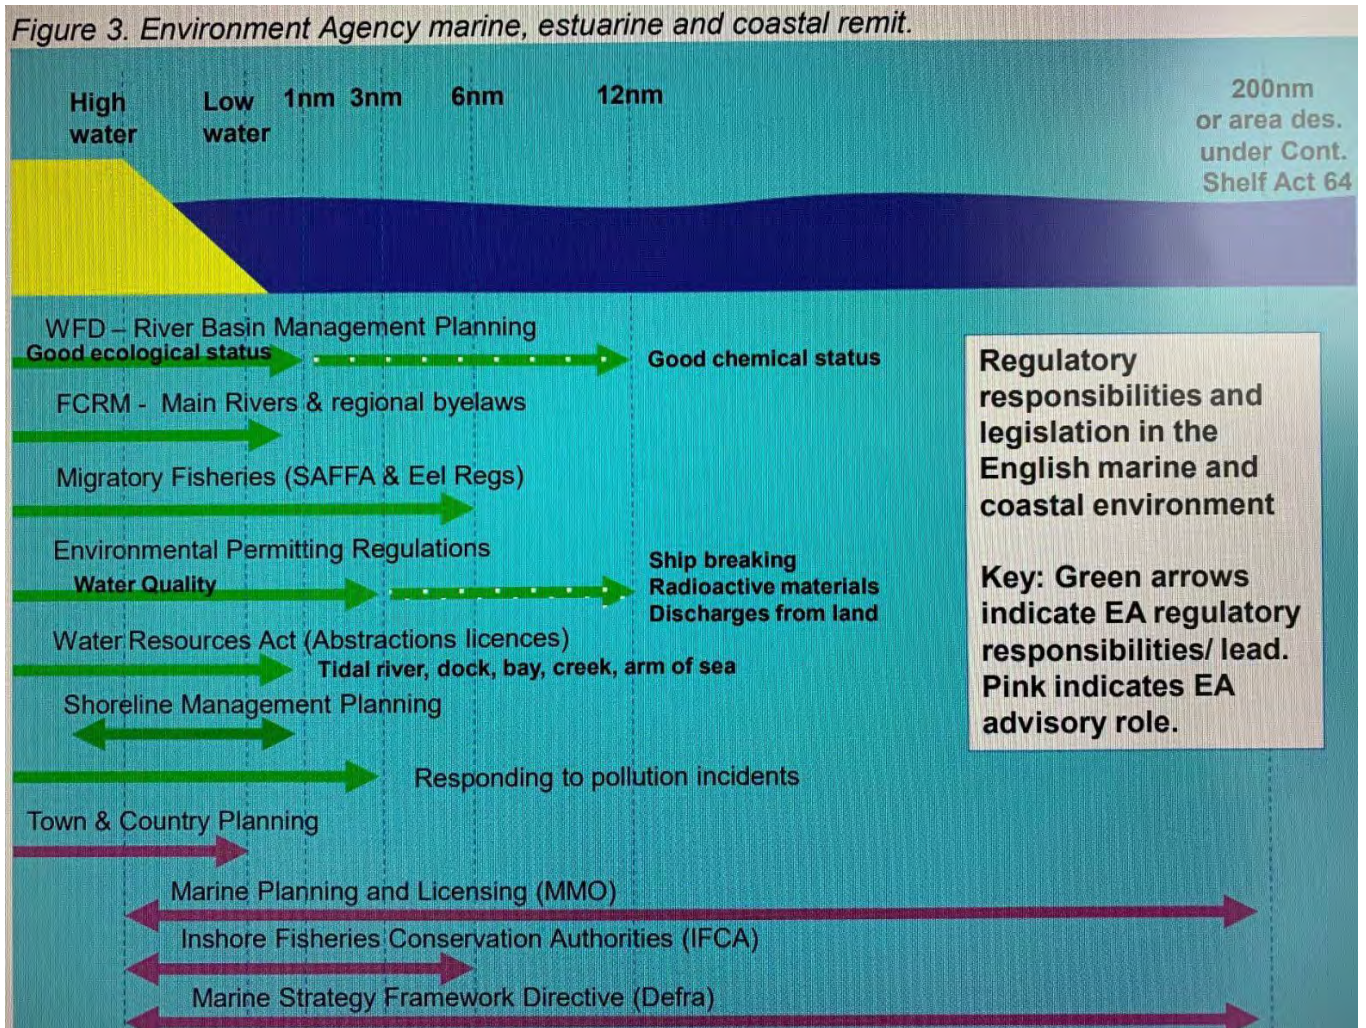 Figure 3. Environment Agency marine, estuarine and coastal remit.
High
water
Low
water
1nm
3nm
6nm
12nm
200nm
or area des.
under Cont.
Shelf Act 64
WFD – River Basin Management Planning
Good ecological status
Good chemical status
FCRM - Main Rivers & regional byelaws
Migratory Fisheries (SAFFA & Eel Regs)
Environmental Permitting Regulations
Water Quality
Ship breaking
Radioactive materials
Discharges from land
Water Resources Act (Abstractions licences)
Tidal river, dock, bay, creek, arm of sea
Shoreline Management Planning
Responding to pollution incidents
Town & Country Planning
Marine Planning and Licensing (MMO)
Inshore Fisheries Conservation Authorities (IFCA)
Marine Strategy Framework Directive (Defra)
Regulatory
responsibilities and
legislation in the
English marine and
coastal environment
Key: Green arrows
indicate EA regulatory
responsibilities/ lead.
Pink indicates EA
advisory role.